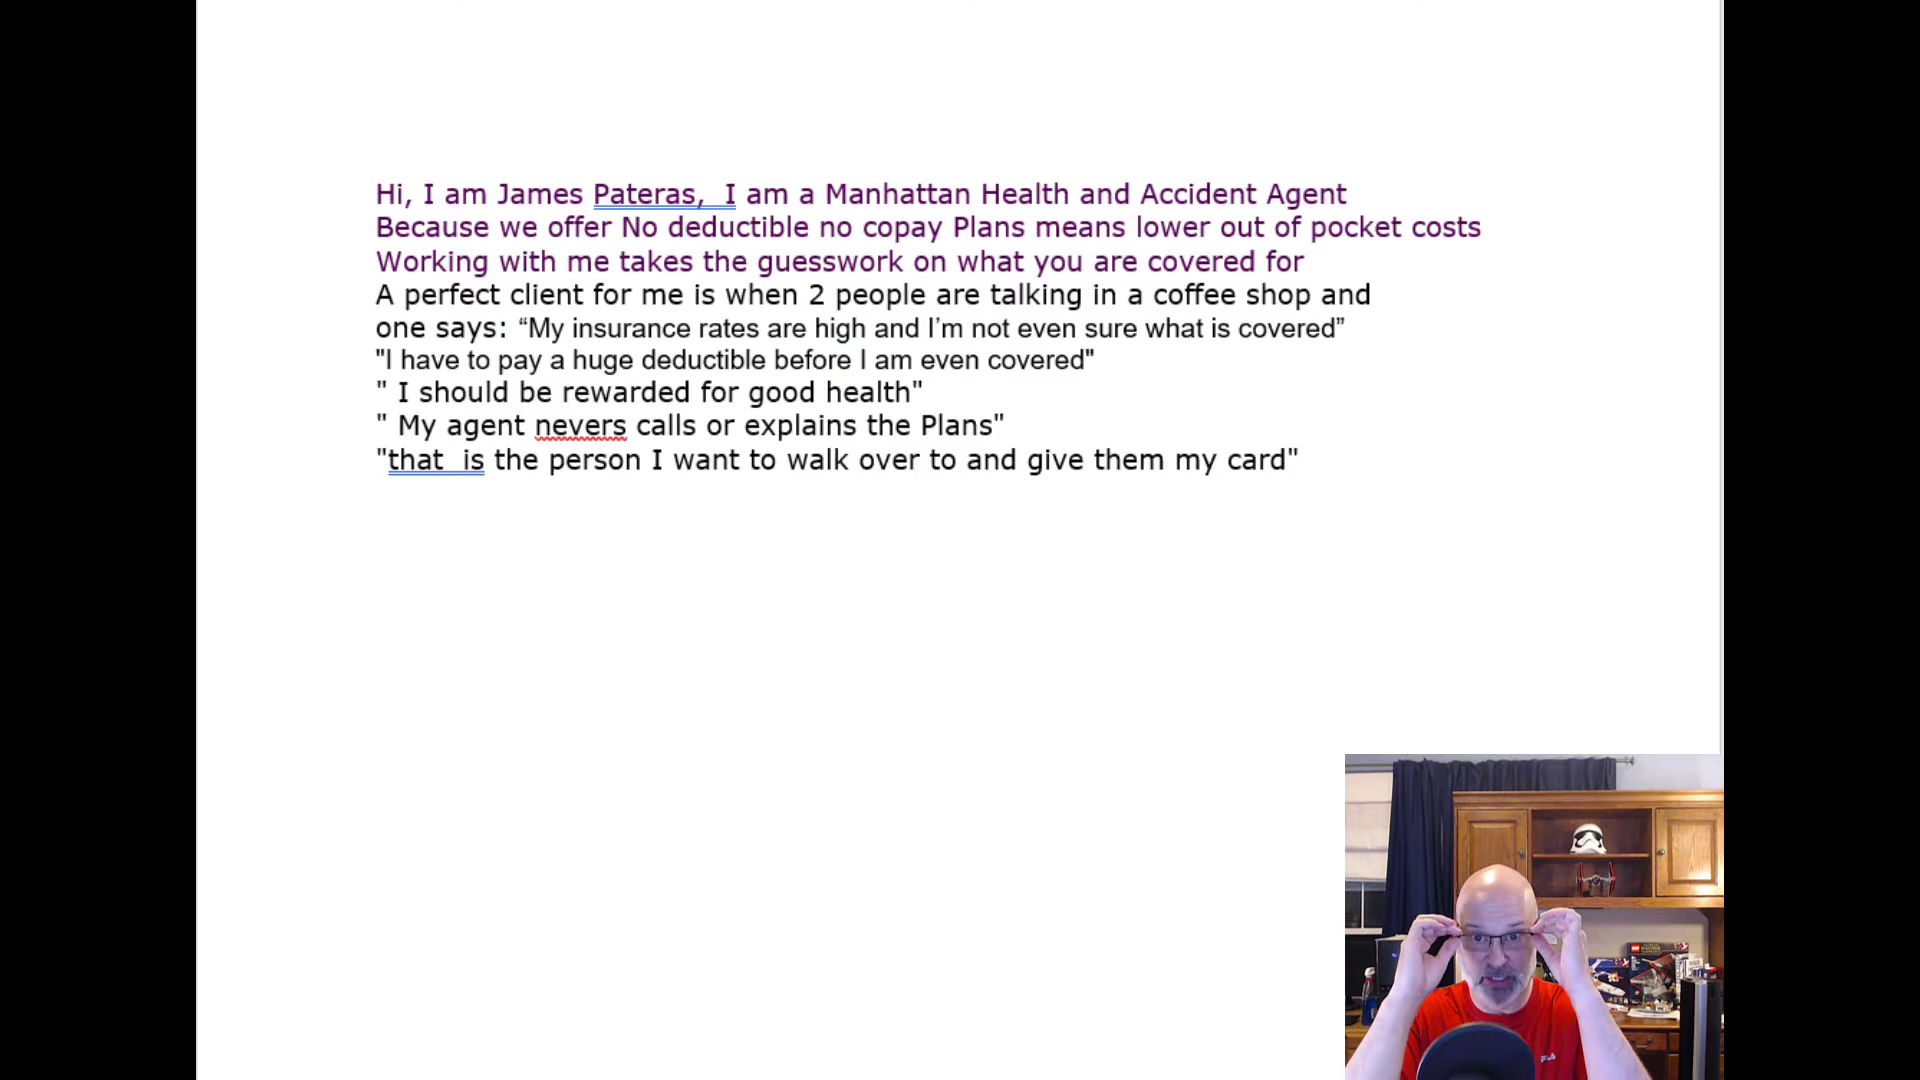 Hi, I am James Pateras,  I am a Manhattan Health and Accident Agent
Because we offer No deductible no copay Plans means lower out of pocket costs
Working with me takes the guesswork on what you are covered for
A perfect client for me is when 2 people are talking in a coffee shop and
one says: “My insurance rates are high and I’m not even sure what is covered”
"I have to pay a huge deductible before I am even covered"
" I should be rewarded for good health"
" My agent nevers calls or explains the Plans"
"that  is the person I want to walk over to and give them my card"